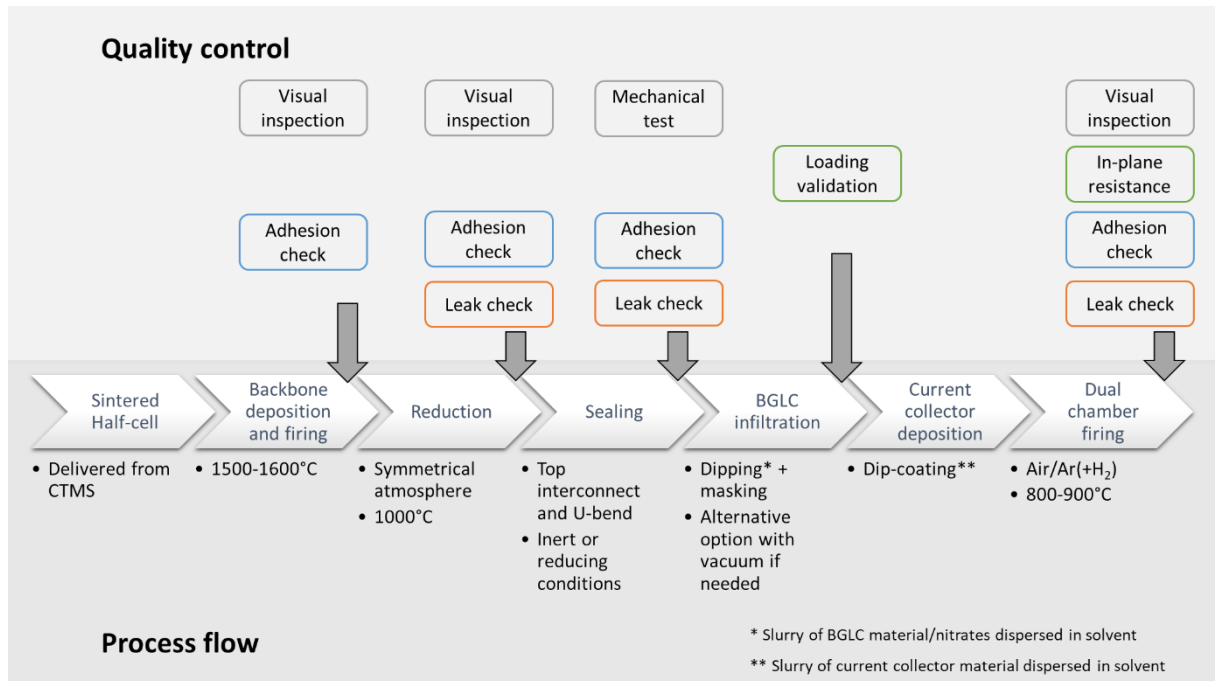 Quality control
Visual
inspection
Adhesion
check
Visual
inspection
Adhesion
check
Leak check
Mechanical
test
Adhesion
check
Leak check
Loading
validation
Visual
inspection
In-plane
resistance
Adhesion
check
Leak check
Sintered
Half-cell
• Delivered from
CTMS
Backbone
deposition
and firing
• 1500-1600°C
Reduction
• Symmetrical
atmosphere
• 1000°C
Sealing
• Top
interconnect
and U-bend
• Inert or
reducing
conditions
BGLC
infiltration
• Dipping* +
masking
• Alternative
option with
vacuum if
needed
Current
collector
deposition
• Dip-coating**
Dual
chamber
firing
• Air/Ar(+H₂)
• 800-900°C
Process flow
* Slurry of BGLC material/nitrates dispersed in solvent
** Slurry of current collector material dispersed in solvent